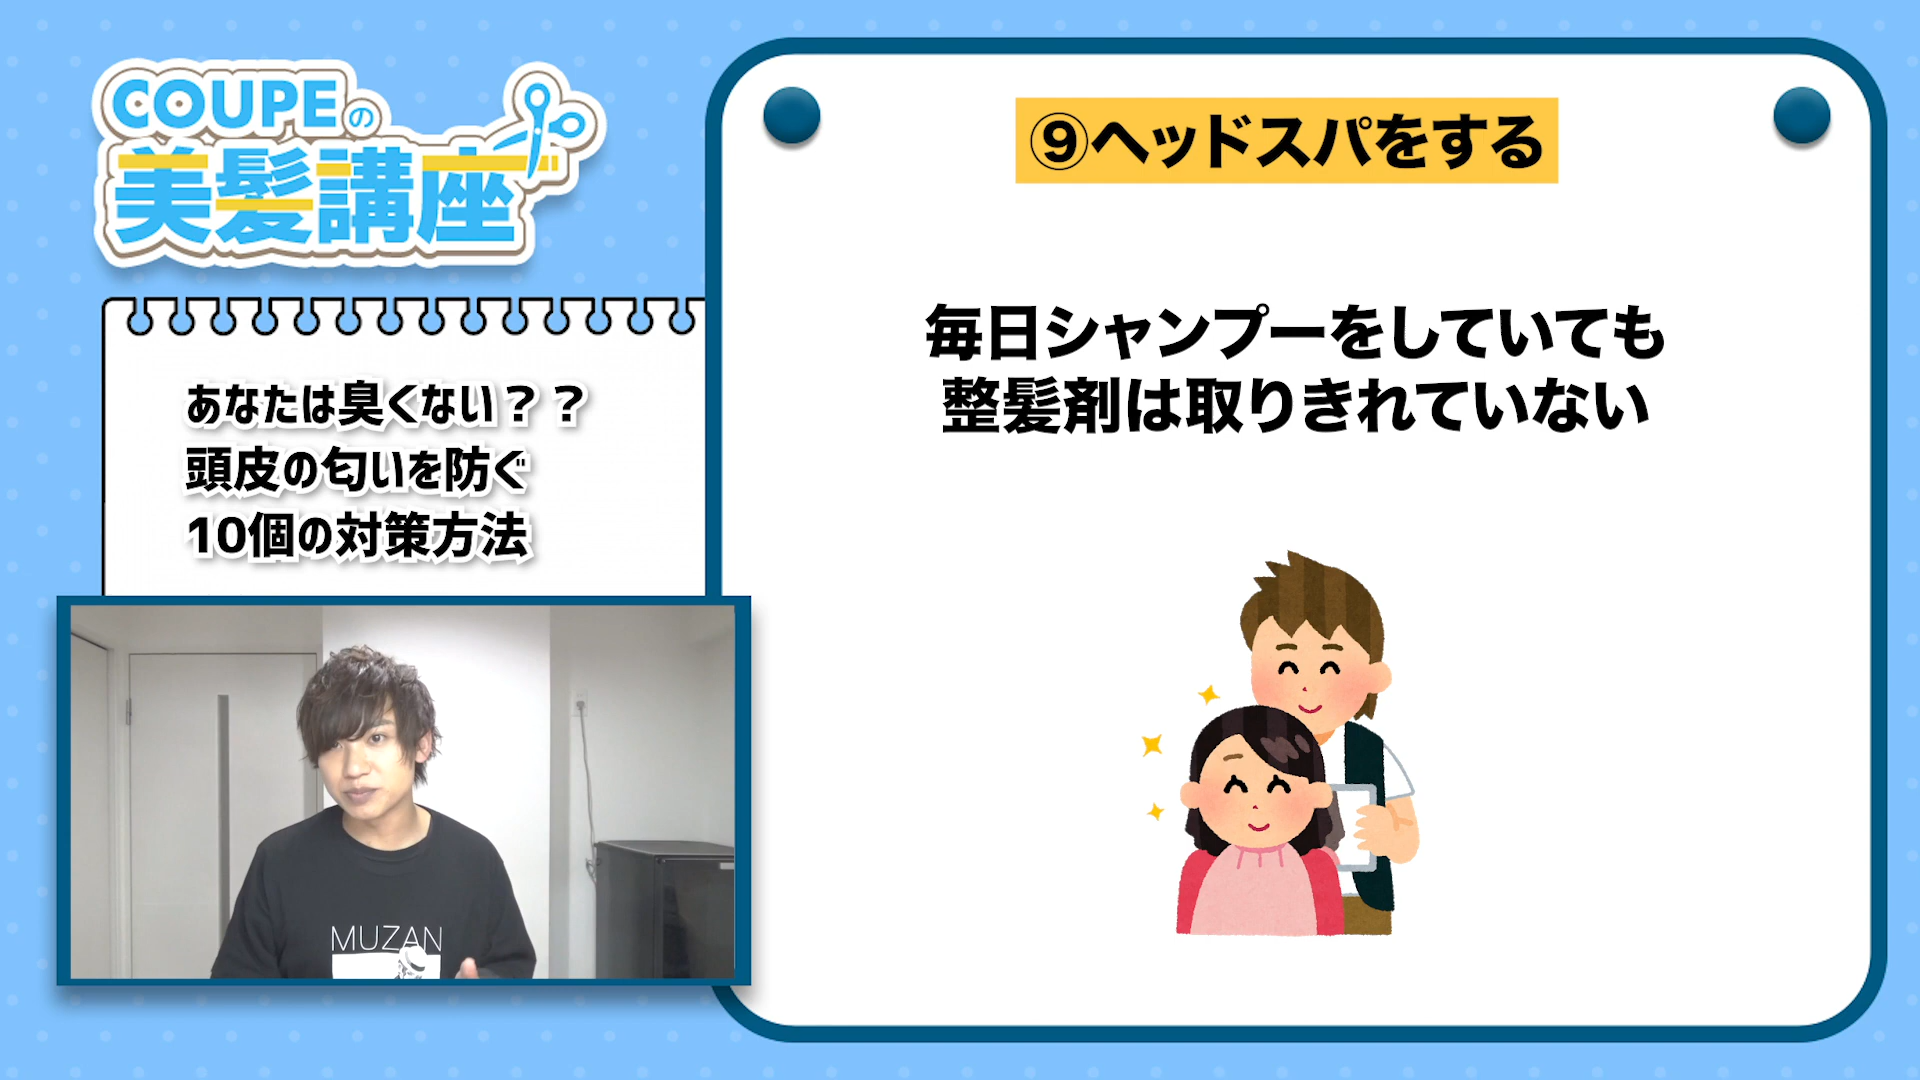 COUPEの
美髪講座
あなたは臭くない？？
頭皮の匂いを防ぐ
10個の対策方法
MUZAN
⑨ヘッドスパをする
毎日シャンプーをしていても
整髪剤は取りきれていない